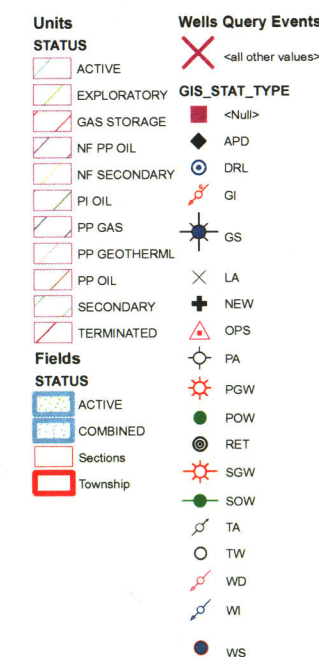 Units
STATUS
ACTIVE
EXPLORATORY
GAS STORAGE
NF PP OIL
NF SECONDARY
PI OIL
PP GAS
PP GEOTHERML
PP OIL
SECONDARY
TERMINATED
Fields
STATUS
ACTIVE
COMBINED
Sections
Township
Wells Query Events
<all other values>
GIS_STAT_TYPE
<Null>
APD
DRL
GI
GS
LA
NEW
OPS
PA
PGW
POW
RET
SGW
SOW
TA
TW
WD
WI
WS